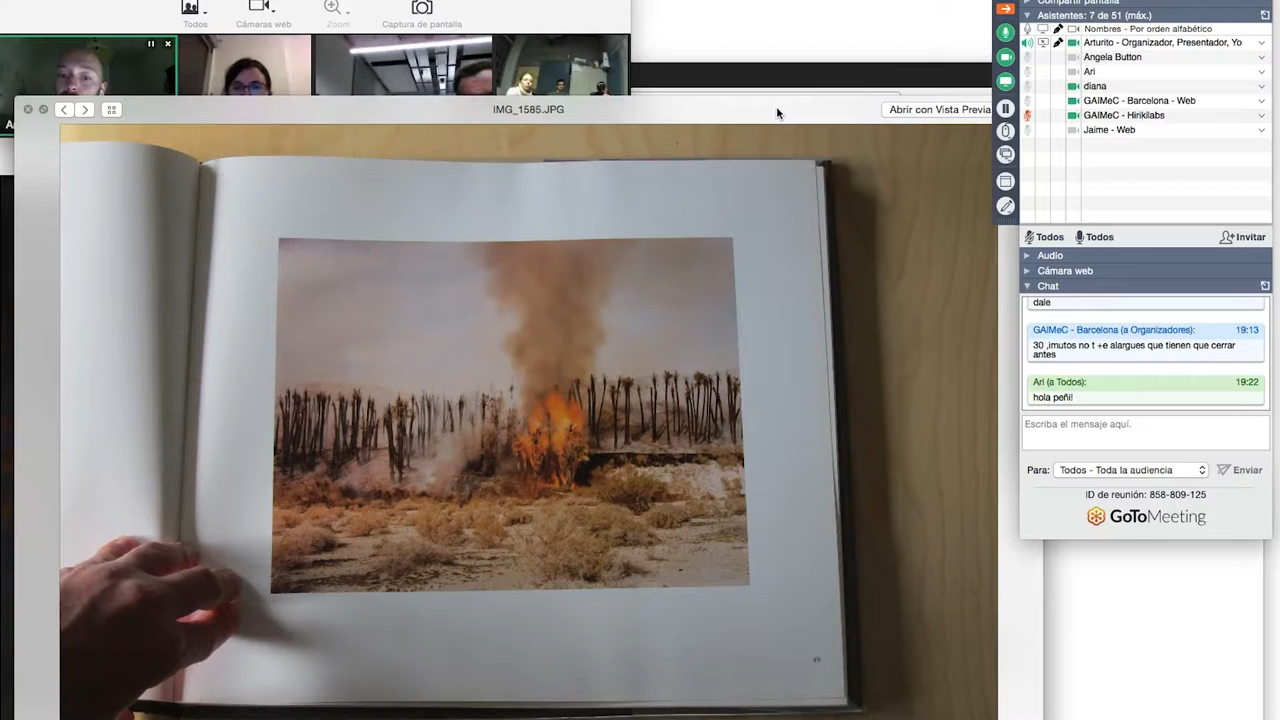 Todos
Cámaras web
Zoom
Captura de pantalla
IMG_1585.JPG
Abrir con Vista Previa
49
Compartir pantalla
Asistentes: 7 de 51 (máx.)
Nombres - Por orden alfabético
Arturito - Organizador, Presentador, Yo
Angela Button
Ari
diana
GAIMeC - Barcelona - Web
GAIMeC - Hirikilabs
Jaime - Web
Todos
Todos
Invitar
Audio
Cámara web
Chat
dale
GAIMeC - Barcelona (a Organizadores): 19:13
30 ,imutos no t +e alargues que tienen que cerrar
antes
Ari (a Todos): 19:22
hola peñi!
Escriba el mensaje aquí.
Para: Todos - Toda la audiencia Enviar
ID de reunión: 858-809-125
GoToMeeting